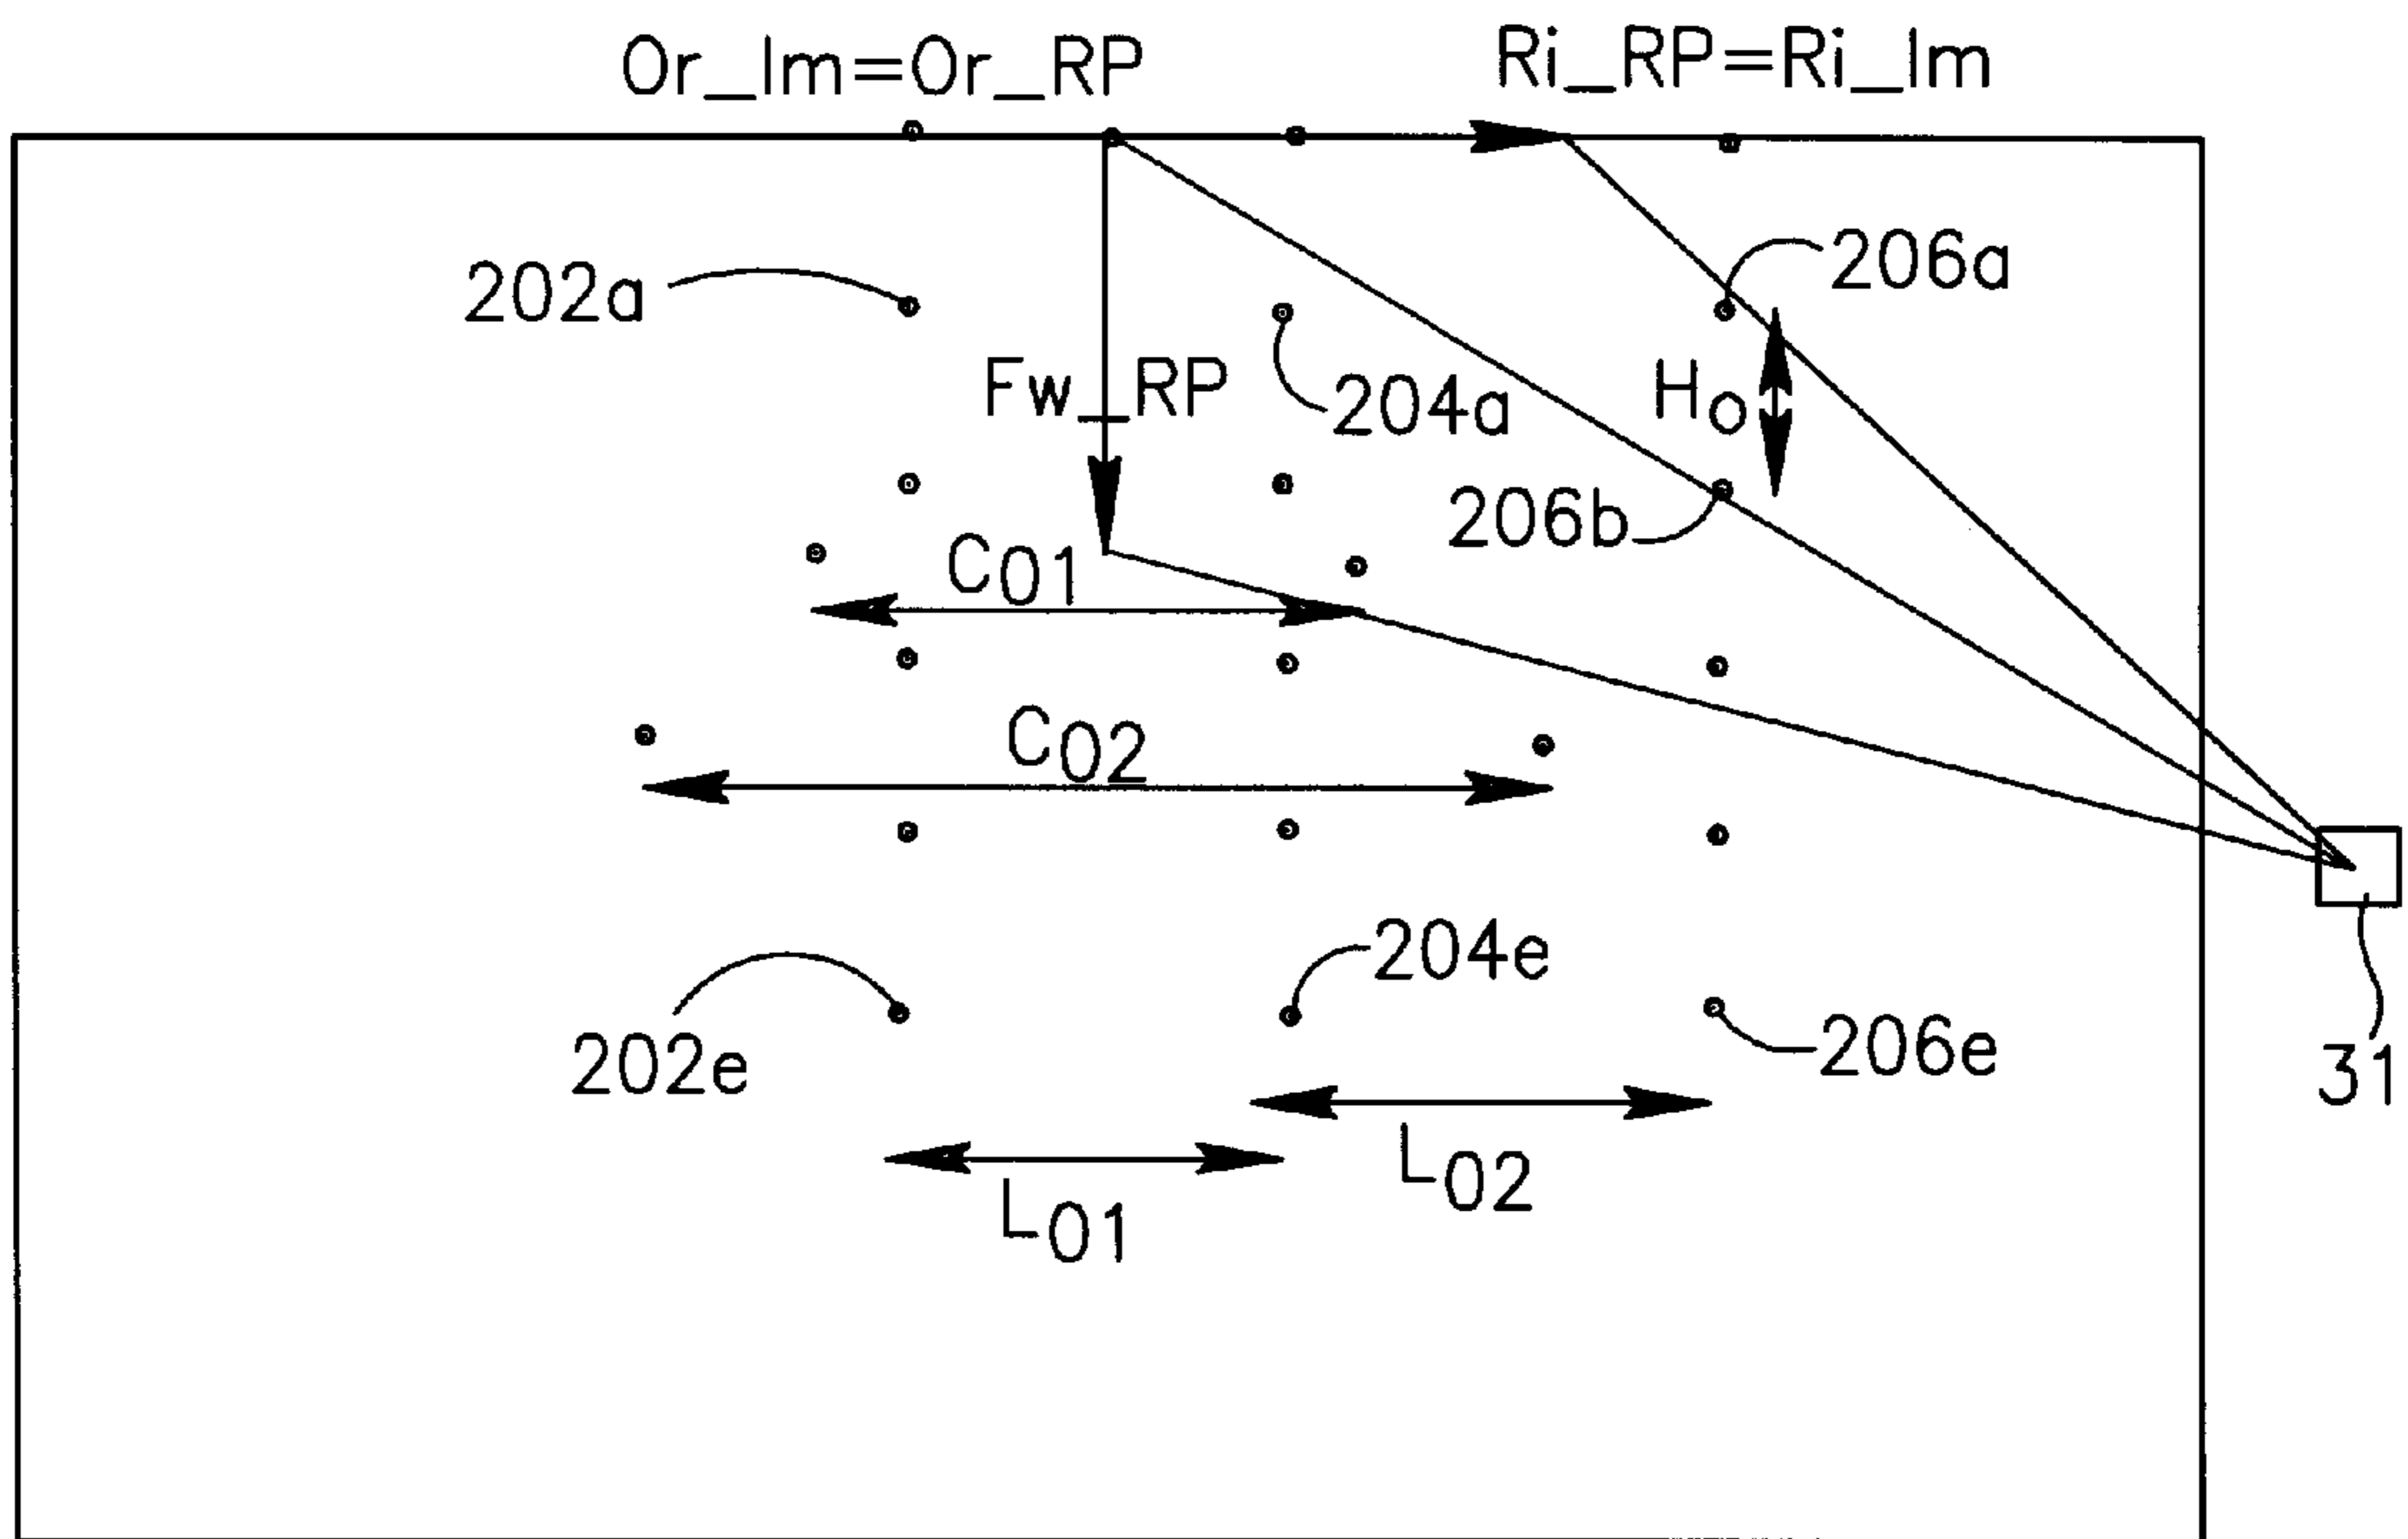 Or_Im=Or_RP
Ri_RP=Ri_Im
202a
206a
Fw_RP
204a
Ho
206b
C01
C02
204e
202e
206e
31
L02
L01